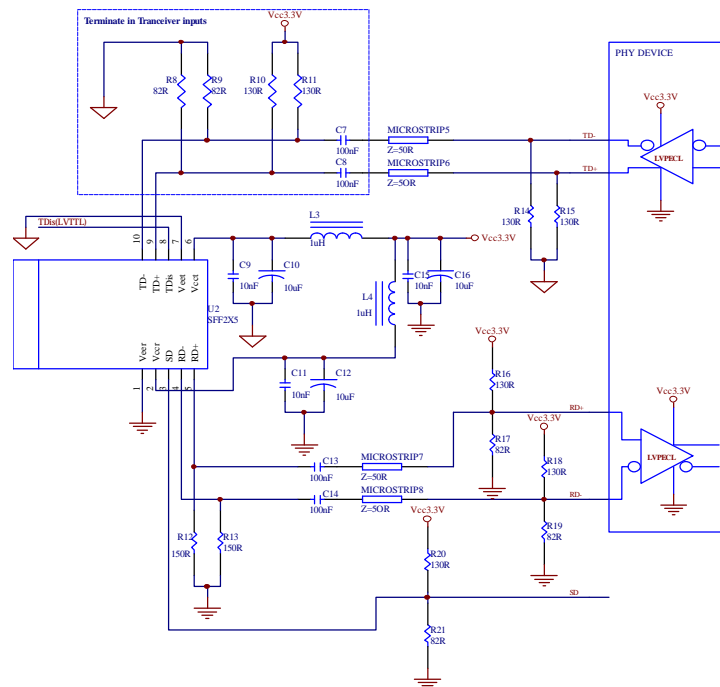 Terminate in Tranceiver inputs
Vcc3.3V
PHY DEVICE
R8
82R
R9
82R
R10
130R
R11
130R
Vcc3.3V
C7
100nF
MICROSTRIP5
Z=50R
TD-
C8
100nF
MICROSTRIP6
Z=5OR
TD+
LVPECL
R14
130R
R15
130R
TDis(LVTTL)
L3
1uH
Vcc3.3V
10
9
8
7
6
TD-
TD+
TDis
Veet
Vcct
C9
10nF
C10
10uF
C15
10nF
C16
10uF
L4
1uH
U2
SFF2X5
Veer
Vccr
SD
RD-
RD+
1
2
3
4
5
C11
10nF
C12
10uF
Vcc3.3V
R16
130R
RD+
Vcc3.3V
Vcc3.3V
R17
82R
R18
130R
LVPECL
C13
100nF
MICROSTRIP7
Z=50R
C14
100nF
MICROSTRIP8
Z=5OR
RD-
Vcc3.3V
R12
150R
R13
150R
R19
82R
R20
130R
SD
R21
82R